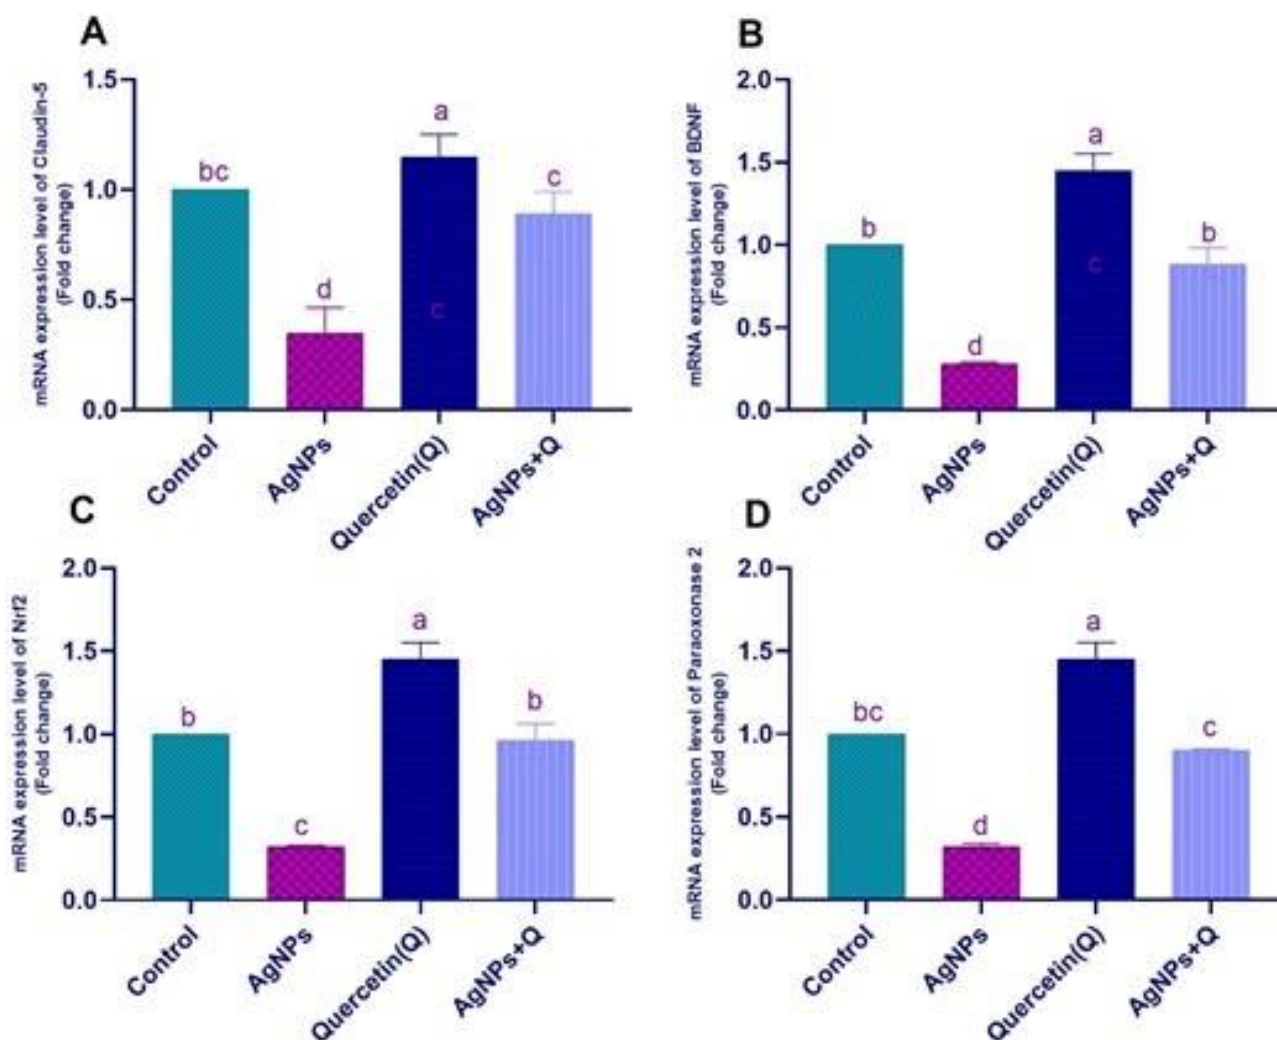 A
mRNA expression level of Claudin-5
(Fold change)
1.5
1.0
0.5
0.0
bc
d
a
c
c
Control
AgNPs
Quercetin(Q)
AgNPs+Q
B
mRNA expression level of BDNF
(Fold change)
2.0
1.5
1.0
0.5
0.0
b
d
a
c
b
Control
AgNPs
Quercetin(Q)
AgNPs+Q
C
mRNA expression level of Nrf2
(Fold change)
2.0
1.5
1.0
0.5
0.0
b
c
a
b
Control
AgNPs
Quercetin(Q)
AgNPs+Q
D
mRNA expression level of Paraoxonase 2
(Fold change)
2.0
1.5
1.0
0.5
0.0
bc
d
a
c
Control
AgNPs
Quercetin(Q)
AgNPs+Q